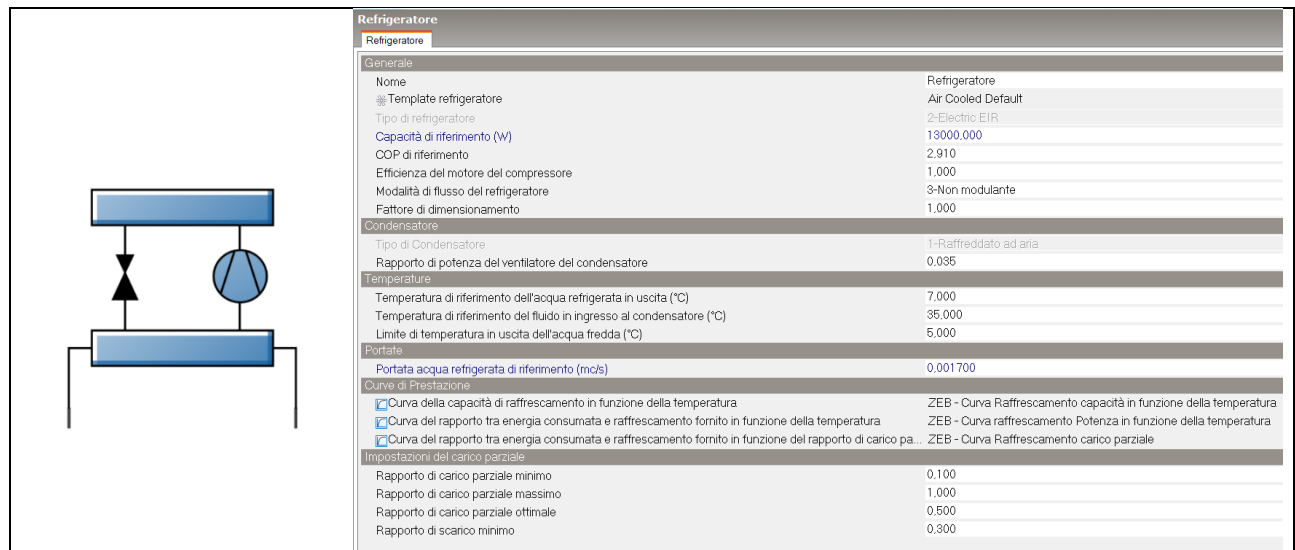 Refrigeratore
Refrigeratore
Generale
Nome Refrigeratore
Template refrigeratore Air Cooled Default
Tipo di refrigeratore 2-Electric EIR
Capacità di riferimento (W) 13000,000
COP di riferimento 2,910
Efficienza del motore del compressore 1,000
Modalità di flusso del refrigeratore 3-Non modulante
Fattore di dimensionamento 1,000
Condensatore
Tipo di Condensatore 1-Raffreddato ad aria
Rapporto di potenza del ventilatore del condensatore 0,035
Temperature
Temperatura di riferimento dell'acqua refrigerata in uscita (°C) 7,000
Temperatura di riferimento del fluido in ingresso al condensatore (°C) 35,000
Limite di temperatura in uscita dell'acqua fredda (°C) 5,000
Portate
Portata acqua refrigerata di riferimento (mc/s) 0,001700
Curve di Prestazione
Curva della capacità di raffrescamento in funzione della temperatura ZEB - Curva Raffrescamento capacità in funzione della temperatura
Curva del rapporto tra energia consumata e raffrescamento fornito in funzione della temperatura ZEB - Curva raffrescamento Potenza in funzione della temperatura
Curva del rapporto tra energia consumata e raffrescamento fornito in funzione del rapporto di carico pa... ZEB - Curva Raffrescamento carico parziale
Impostazioni del carico parziale
Rapporto di carico parziale minimo 0,100
Rapporto di carico parziale massimo 1,000
Rapporto di carico parziale ottimale 0,500
Rapporto di scarico minimo 0,300